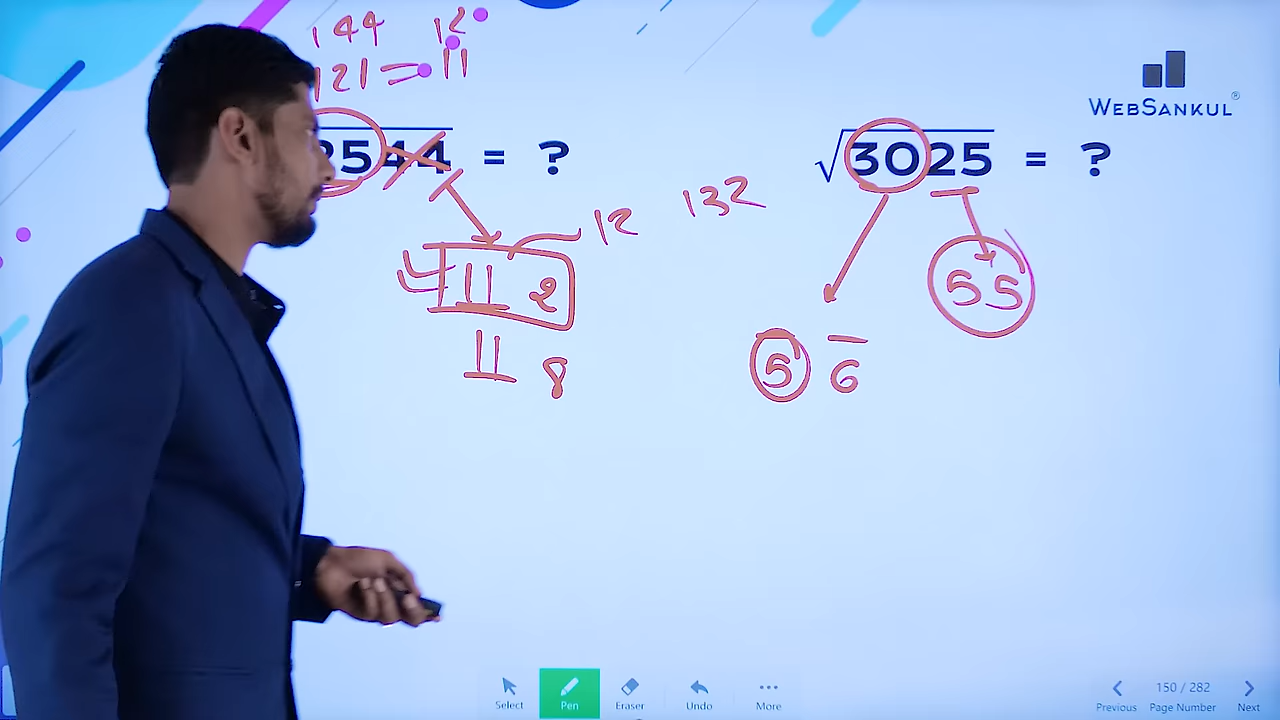 144 12
121 = 11
WEBSANKUL®
2544 = ?
√3025 = ?
12 132
4 11 2
55
11 8
5 6
Select Pen Eraser Undo More
Previous 150 / 282 Page Number Next